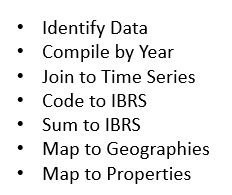 • Identify Data
• Compile by Year
• Join to Time Series
• Code to IBRS
• Sum to IBRS
• Map to Geographies
• Map to Properties